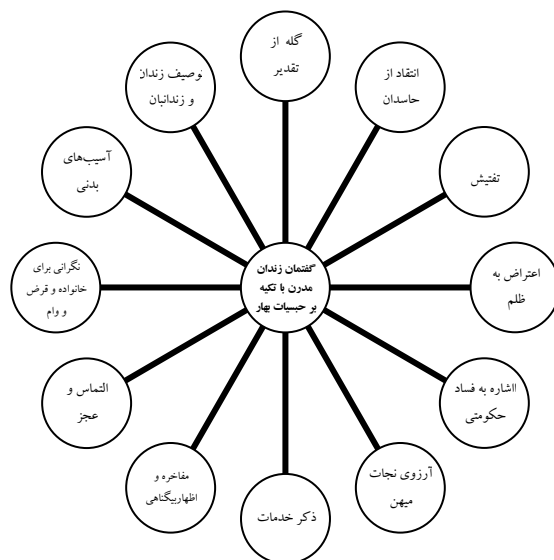 گله از
تقدیر
انتقاد از
حاسدان
تفتیش
اعتراض به
ظلم
ااشاره به فساد
حکومتی
آرزوی نجات
میهن
ذکر خدمات
مفاخره و
اظهاربیگناهی
التماس و
عجز
نگرانی برای
خانواده و قرض
و وام
آسیب‌های
بدنی
توصیف زندان
و زندانبان
گفتمان زندان
مدرن با تکیه
بر حبسیات بهار